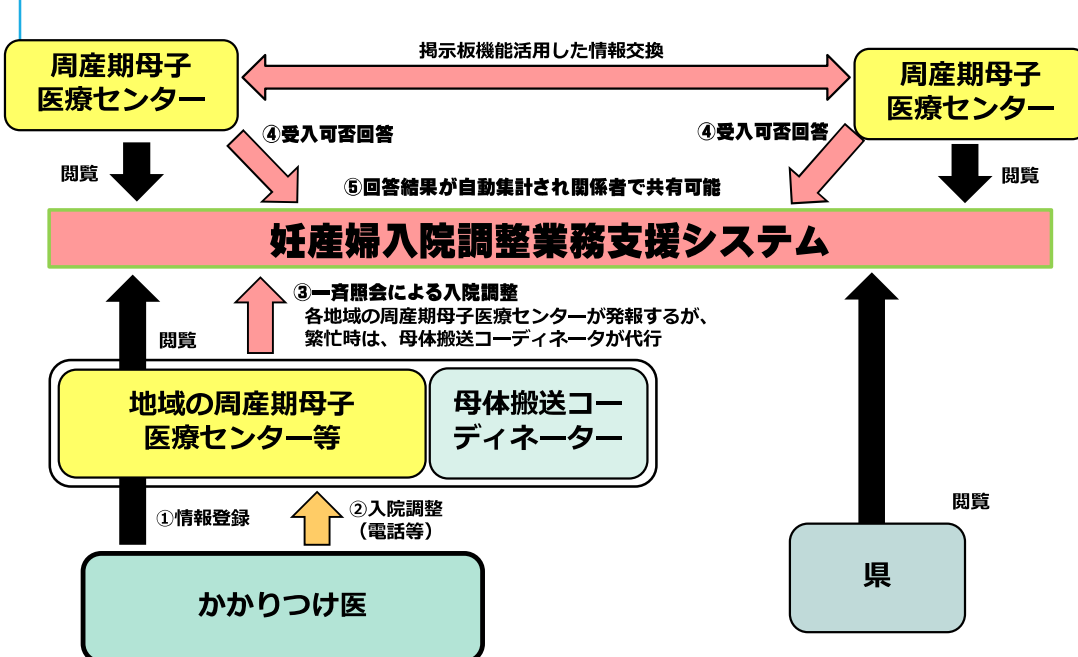 掲示板機能活用した情報交換
周産期母子
医療センター
周産期母子
医療センター
④受入可否回答
④受入可否回答
閲覧
閲覧
⑤回答結果が自動集計され関係者で共有可能
妊産婦入院調整業務支援システム
③一斉照会による入院調整
各地域の周産期母子医療センターが発報するが、
繁忙時は、母体搬送コーディネータが代行
閲覧
地域の周産期母子
医療センター等
母体搬送コー
ディネーター
①情報登録
②入院調整
（電話等）
閲覧
かかりつけ医
県